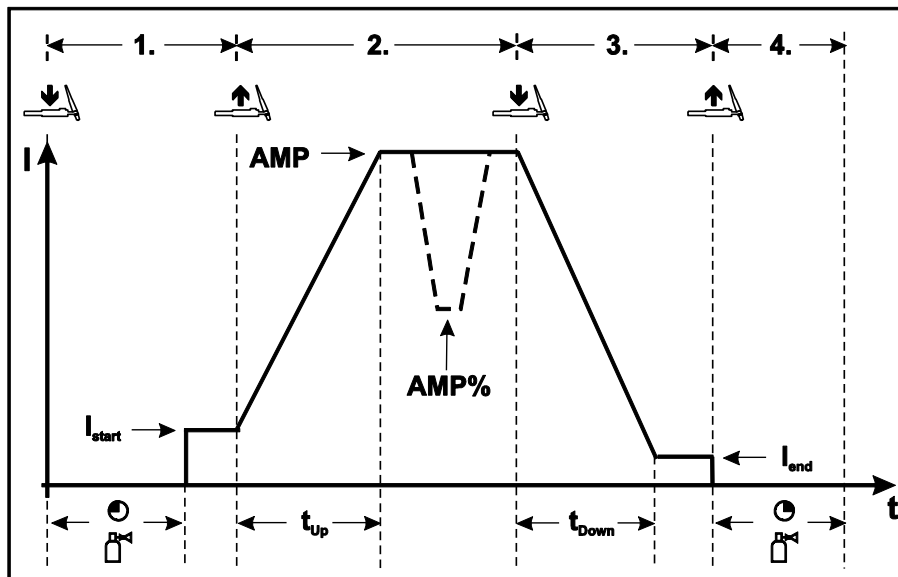 1. 2. 3. 4.
I
AMP
AMP%
Istart
Iend
t
tUp tDown